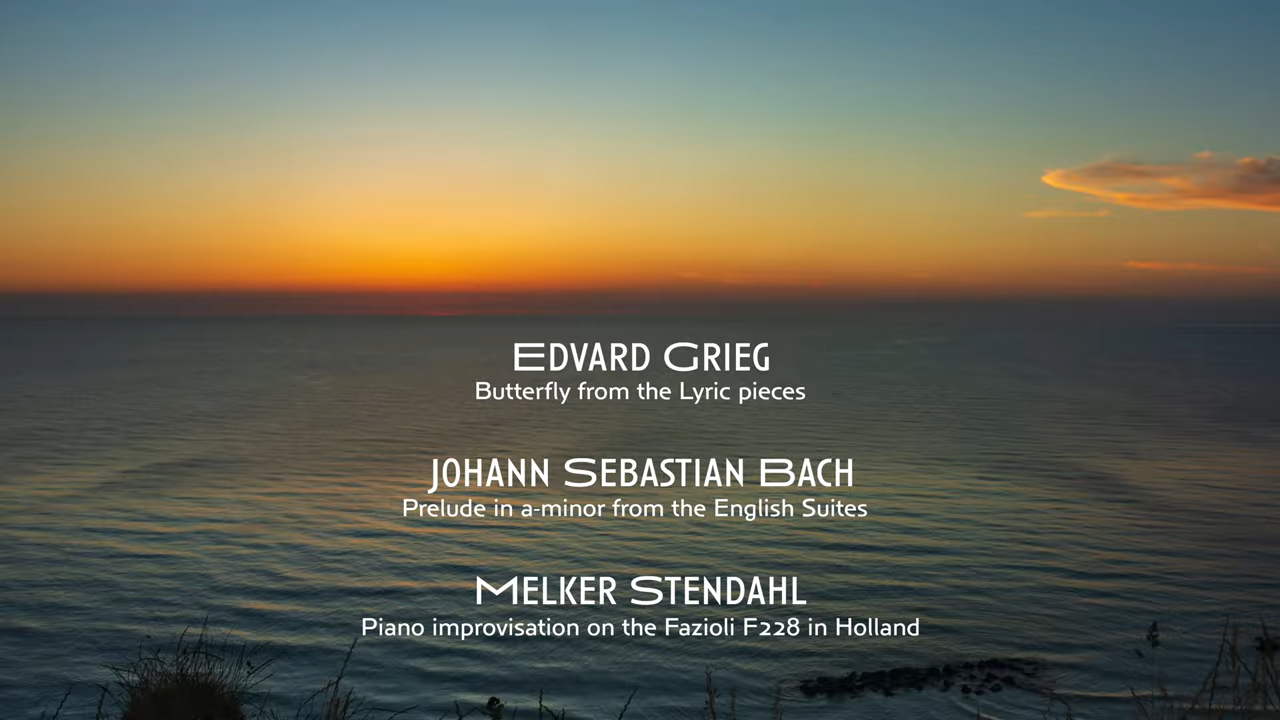 Edvard Grieg
Butterfly from the Lyric pieces
Johann Sebastian Bach
Prelude in a-minor from the English Suites
Melker Stendahl
Piano improvisation on the Fazioli F228 in Holland